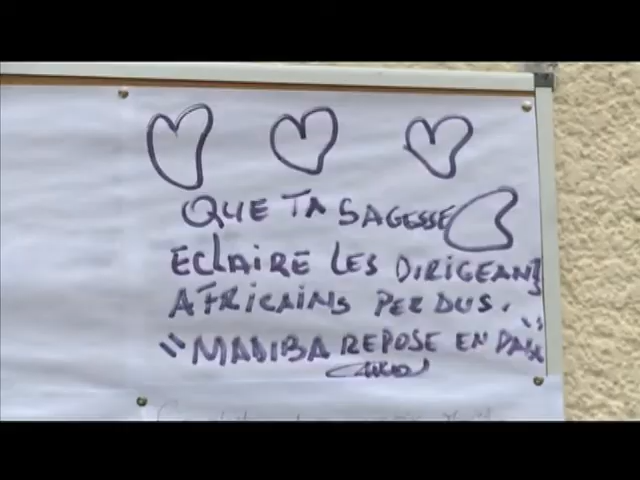 QUE TA SAGESSE
ECLAIRE LES DIRIGEANTS
AFRICAINS PERDUS.
"MADIBA REPOSE EN PAIX"